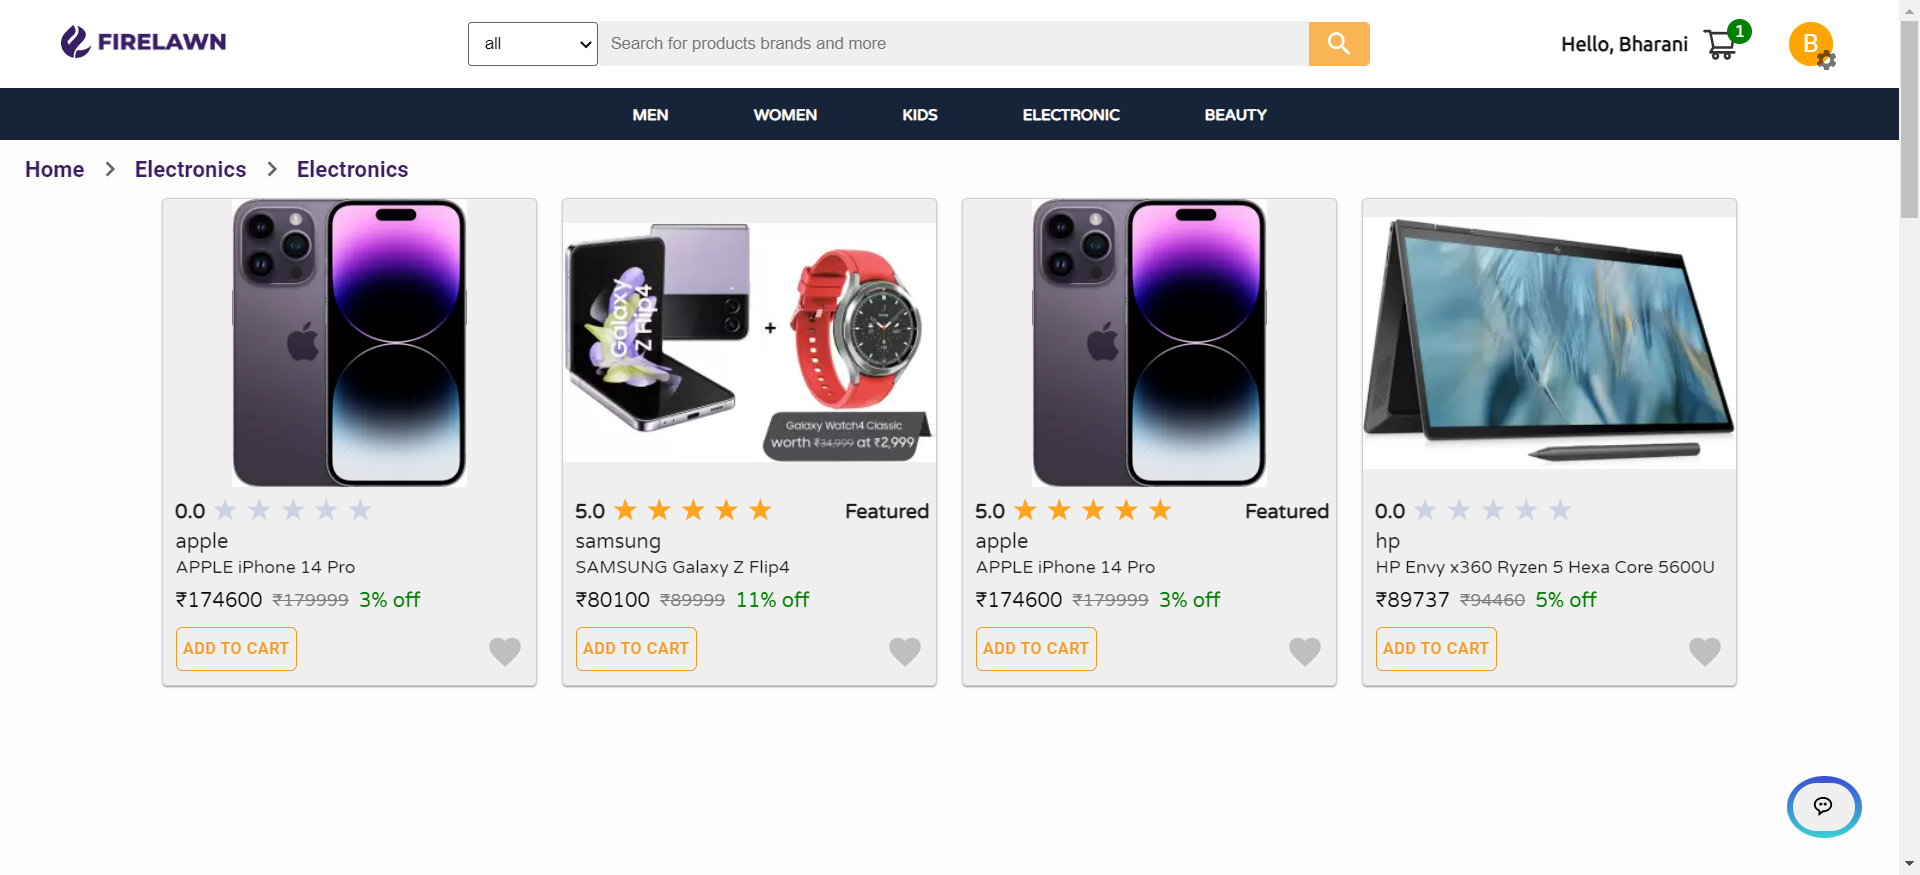 FIRELAWN
all
Search for products brands and more
Hello, Bharani
1
B
MEN WOMEN KIDS ELECTRONIC BEAUTY
Home > Electronics > Electronics
0.0
apple
APPLE iPhone 14 Pro
₹174600 ₹179999 3% off
ADD TO CART
Galaxy
Z Flip4
+
Galaxy Watch4 Classic
worth ₹34,999 at ₹2,999
5.0 Featured
samsung
SAMSUNG Galaxy Z Flip4
₹80100 ₹89999 11% off
ADD TO CART
5.0 Featured
apple
APPLE iPhone 14 Pro
₹174600 ₹179999 3% off
ADD TO CART
0.0
hp
HP Envy x360 Ryzen 5 Hexa Core 5600U
₹89737 ₹94460 5% off
ADD TO CART